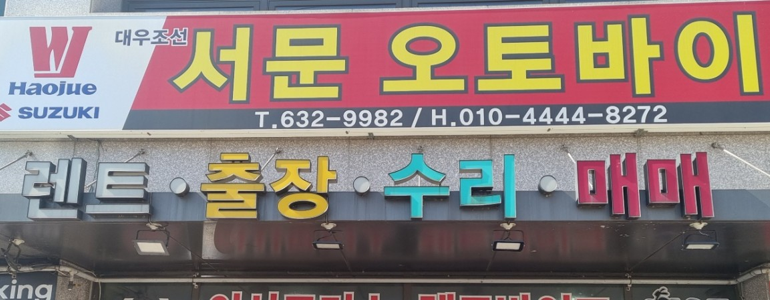 Haojue
SUZUKI
대우조선
서문 오토바이
T.632-9982 / H.010-4444-8272
렌트·출장·수리·매매
king